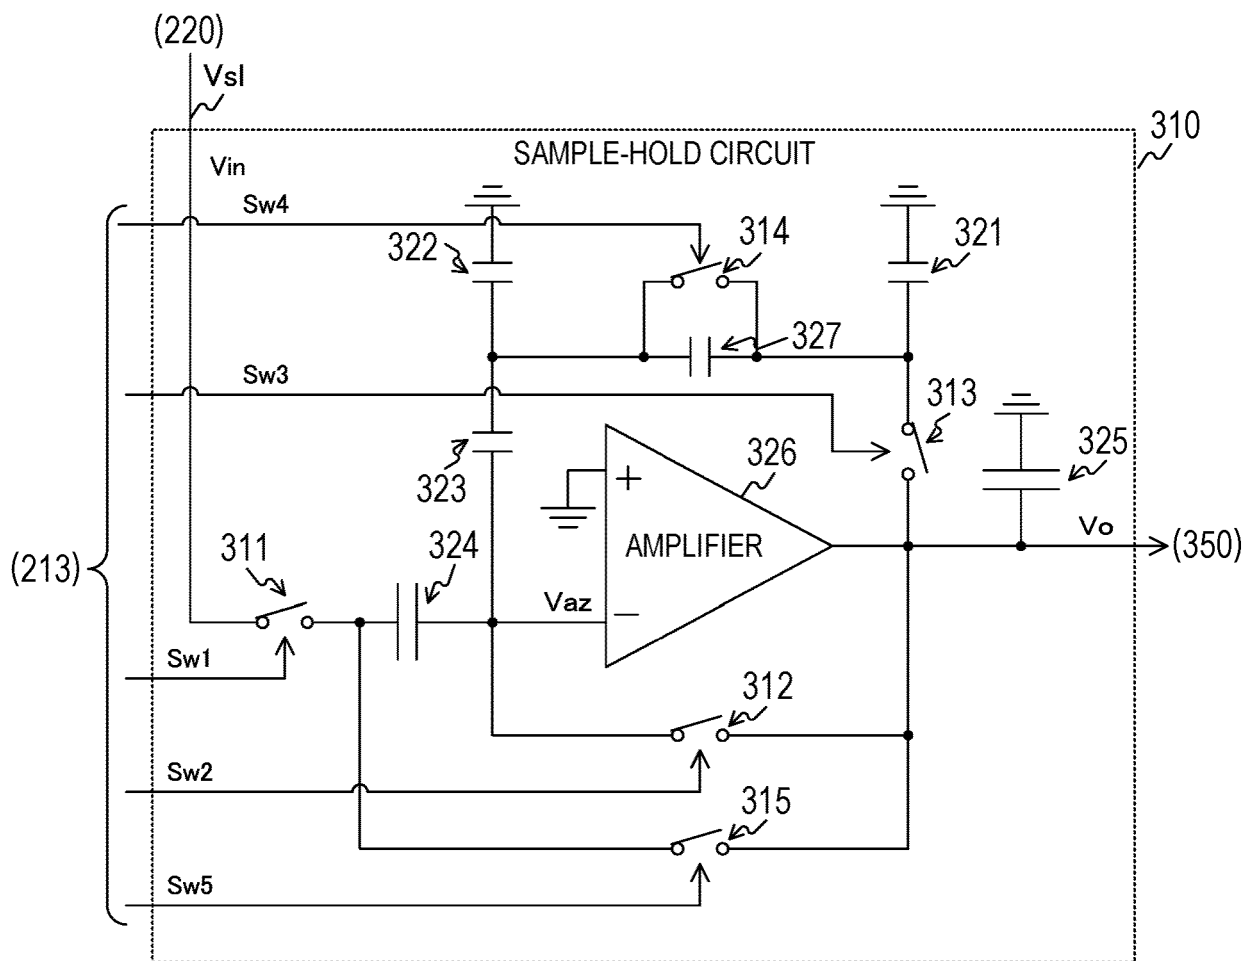 (220)
Vsl
310
SAMPLE-HOLD CIRCUIT
Vin
Sw4
322
314
321
327
Sw3
313
323
326
325
+
AMPLIFIER
Vo
(350)
(213)
311
324
Vaz
−
Sw1
312
Sw2
315
Sw5